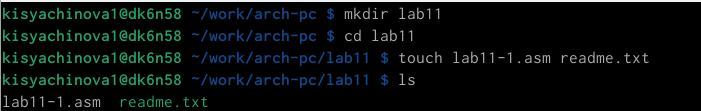 kisyachinova1@dk6n58 ~/work/arch-pc $ mkdir lab11
kisyachinova1@dk6n58 ~/work/arch-pc $ cd lab11
kisyachinova1@dk6n58 ~/work/arch-pc/lab11 $ touch lab11-1.asm readme.txt
kisyachinova1@dk6n58 ~/work/arch-pc/lab11 $ ls
lab11-1.asm  readme.txt